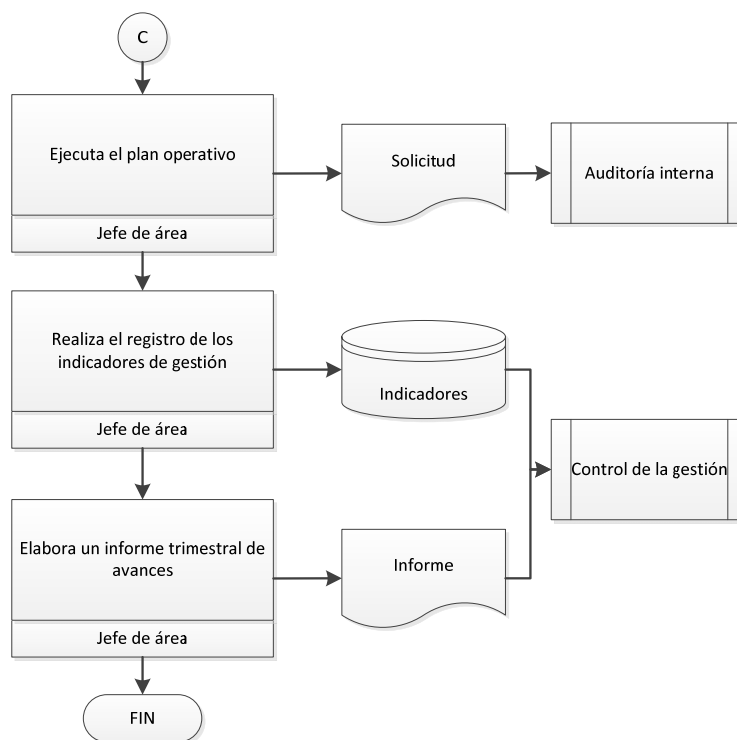 C
Ejecuta el plan operativo
Solicitud
Auditoría interna
Jefe de área
Realiza el registro de los
indicadores de gestión
Indicadores
Jefe de área
Control de la gestión
Elabora un informe trimestral de
avances
Informe
Jefe de área
FIN